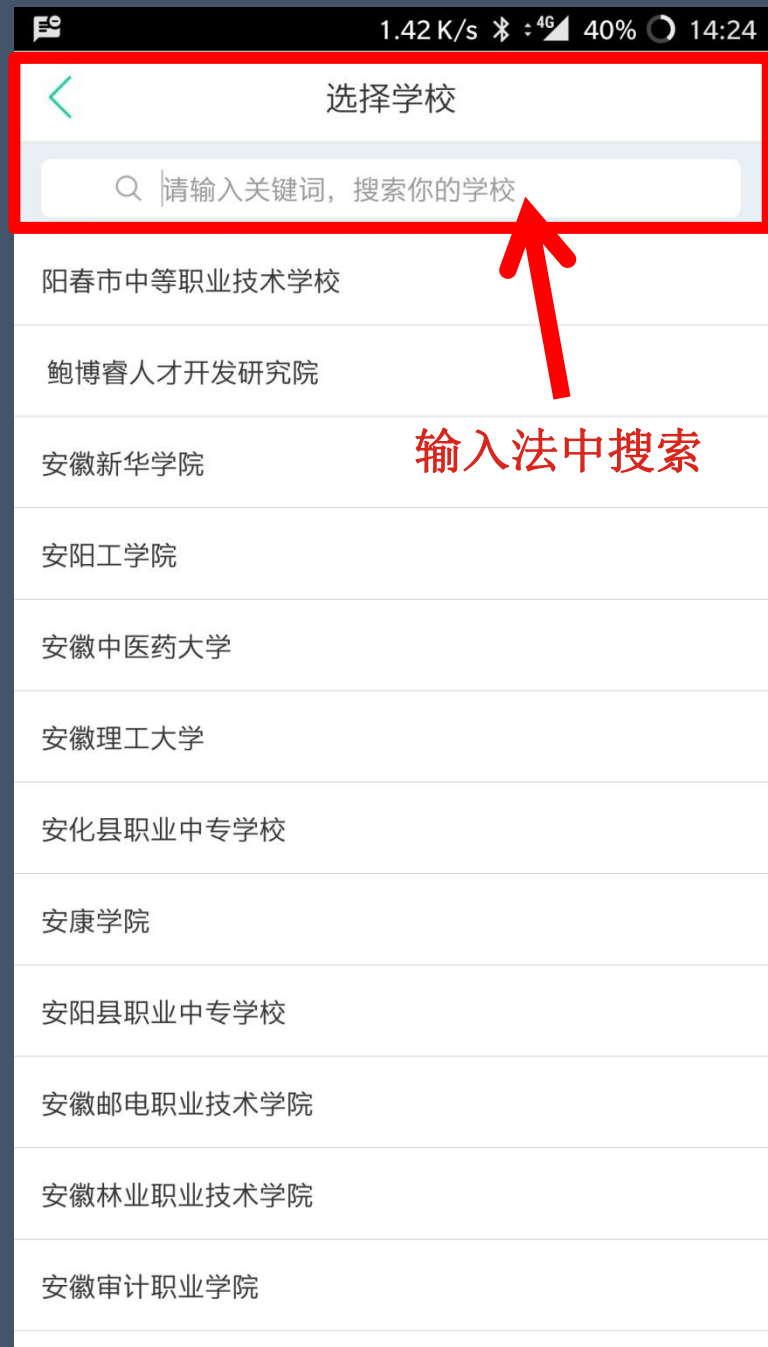 1.42 K/s 4G 40% 14:24
选择学校
请输入关键词，搜索你的学校
阳春市中等职业技术学校
鲍博睿人才开发研究院
输入法中搜索
安徽新华学院
安阳工学院
安徽中医药大学
安徽理工大学
安化县职业中专学校
安康学院
安阳县职业中专学校
安徽邮电职业技术学院
安徽林业职业技术学院
安徽审计职业学院